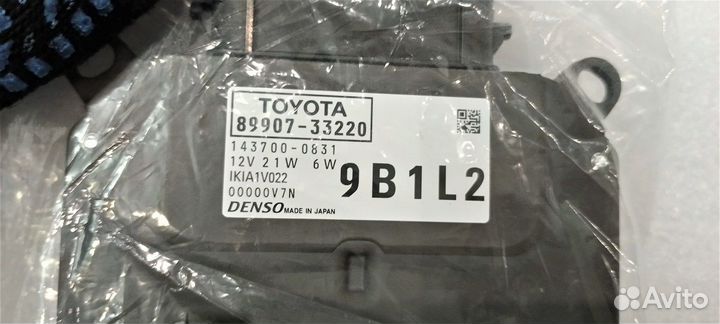 TOYOTA
89907-33220
143700-0831
12V 21W 6W
IKIA1V022
00000V7N
9B1L2
DENSO MADE IN JAPAN
Avito